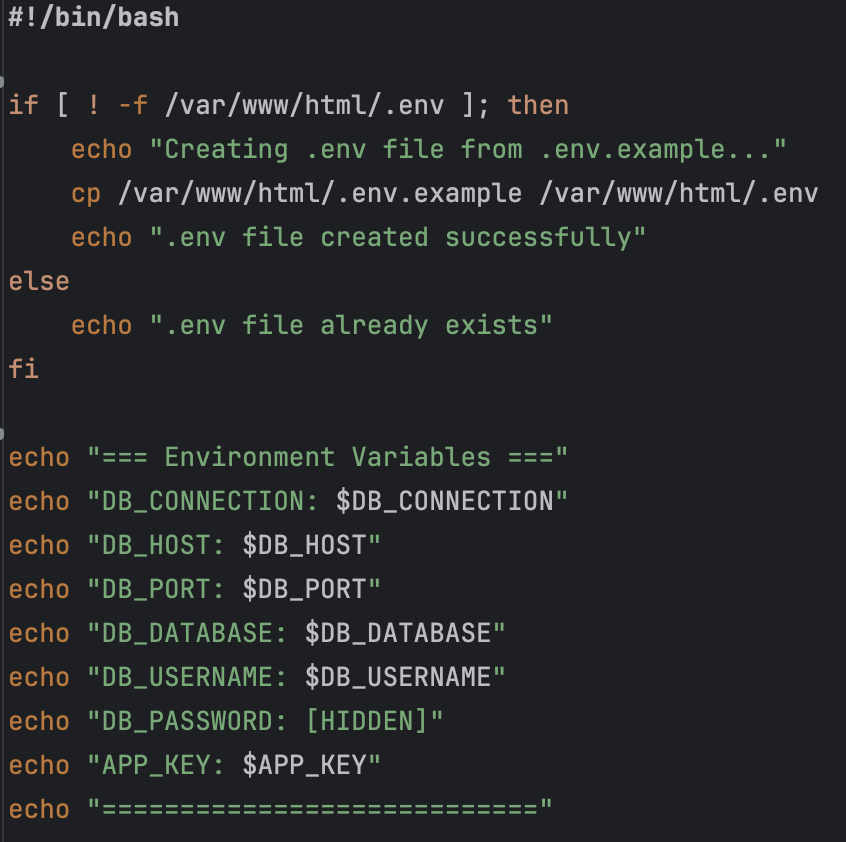 #!/bin/bash
if [ ! -f /var/www/html/.env ]; then
    echo "Creating .env file from .env.example..."
    cp /var/www/html/.env.example /var/www/html/.env
    echo ".env file created successfully"
else
    echo ".env file already exists"
fi
echo "=== Environment Variables ==="
echo "DB_CONNECTION: $DB_CONNECTION"
echo "DB_HOST: $DB_HOST"
echo "DB_PORT: $DB_PORT"
echo "DB_DATABASE: $DB_DATABASE"
echo "DB_USERNAME: $DB_USERNAME"
echo "DB_PASSWORD: [HIDDEN]"
echo "APP_KEY: $APP_KEY"
echo "============================"